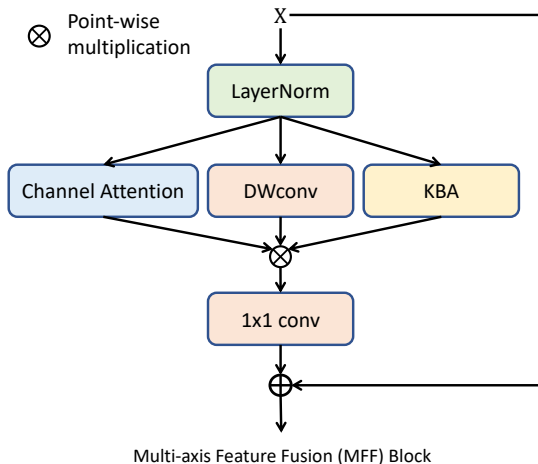 X
Point-wise
multiplication
LayerNorm
Channel Attention
DWconv
KBA
1x1 conv
Multi-axis Feature Fusion (MFF) Block